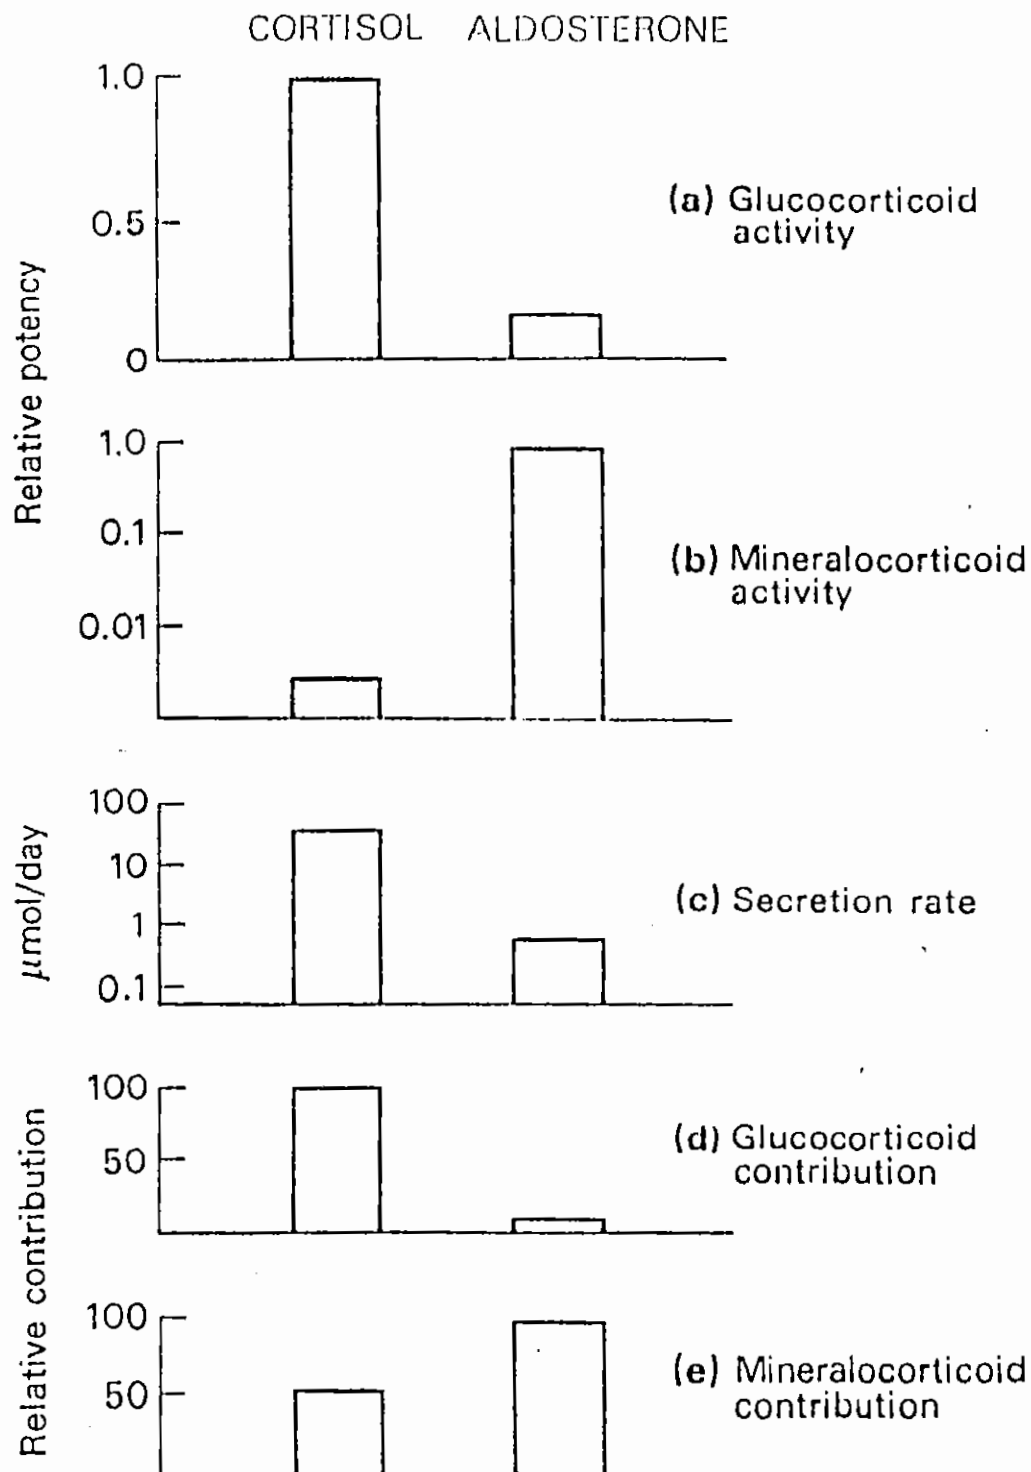 CORTISOL ALDOSTERONE
Relative potency
1.0
0.5
0
(a) Glucocorticoid
activity
1.0
0.1
0.01
(b) Mineralocorticoid
activity
μmol/day
100
10
1
0.1
(c) Secretion rate
Relative contribution
100
50
(d) Glucocorticoid
contribution
100
50
(e) Mineralocorticoid
contribution